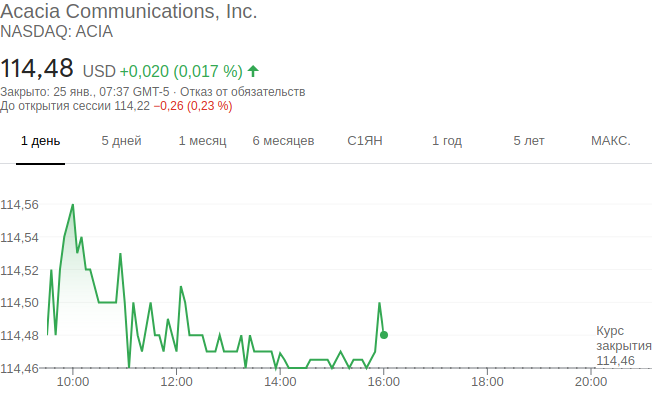 Acacia Communications, Inc.
NASDAQ: ACIA
114,48 USD +0,020 (0,017 %)
Закрыто: 25 янв., 07:37 GMT-5 · Отказ от обязательств
До открытия сессии 114,22 −0,26 (0,23 %)
1 день 5 дней 1 месяц 6 месяцев С1ЯН 1 год 5 лет МАКС.
114,56
114,54
114,52
114,50
114,48
114,46
Курс
закрытия
114,46
10:00 12:00 14:00 16:00 18:00 20:00